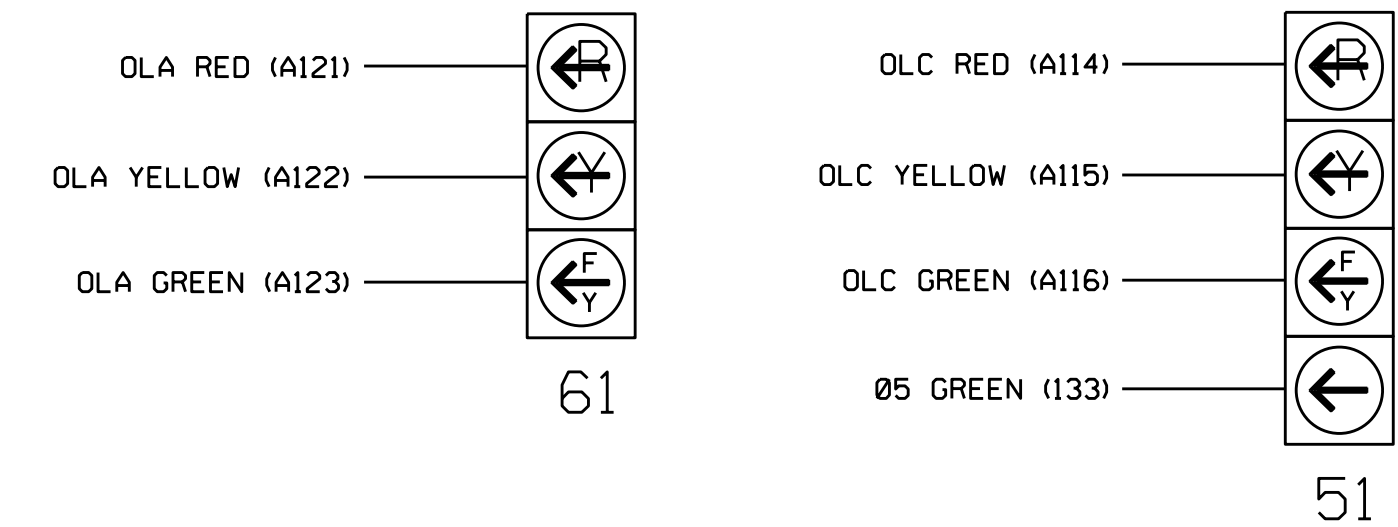 OLA RED (A121)
R
OLA YELLOW (A122)
Y
OLA GREEN (A123)
F
Y
61
OLC RED (A114)
R
OLC YELLOW (A115)
Y
OLC GREEN (A116)
F
Y
Ø5 GREEN (133)
51